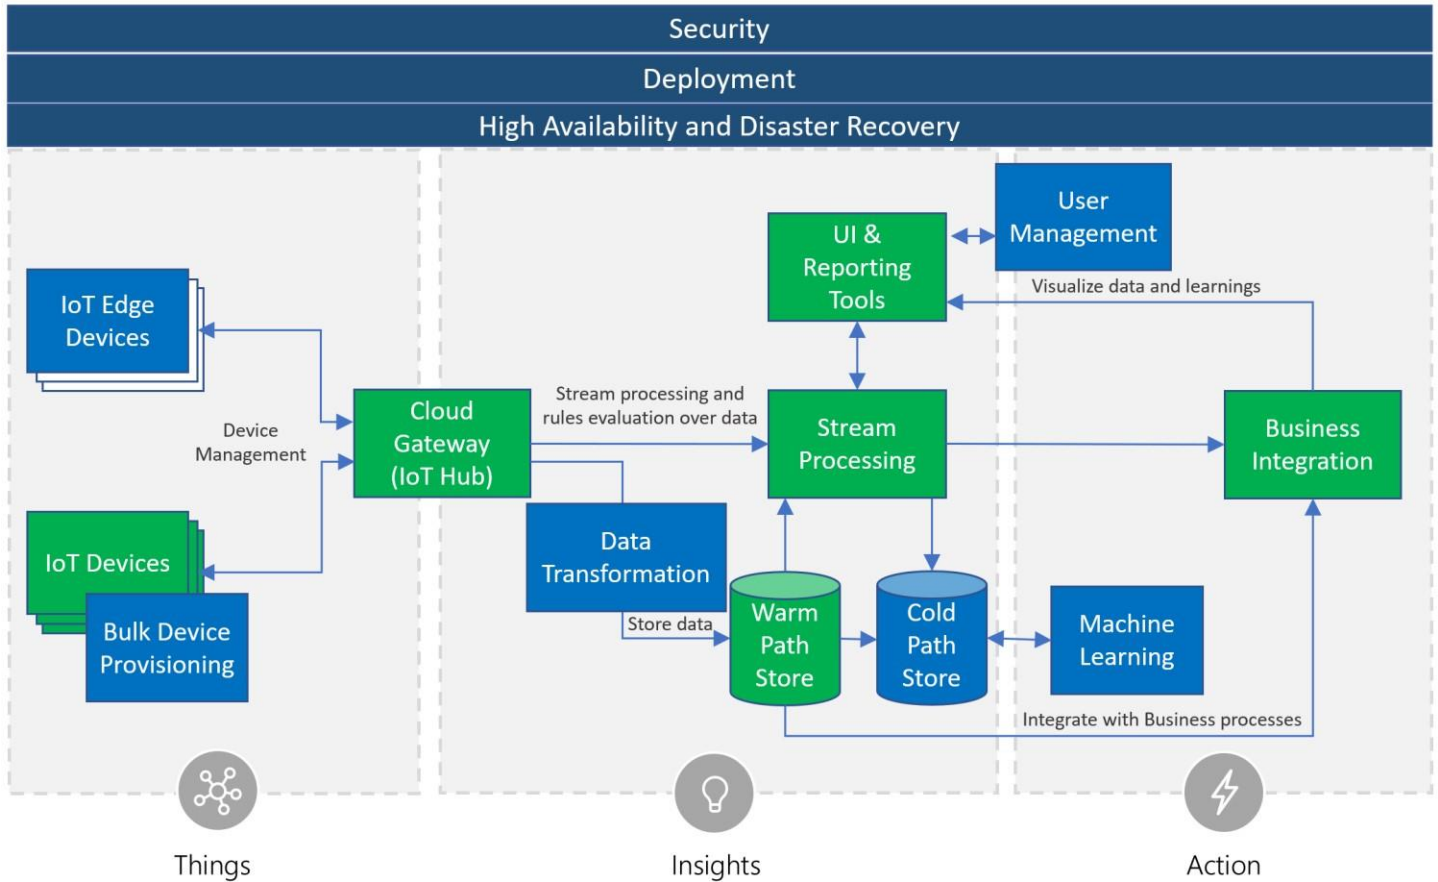 Security
Deployment
High Availability and Disaster Recovery
IoT Edge
Devices
Device
Management
IoT Devices
Bulk Device
Provisioning
Cloud
Gateway
(IoT Hub)
Stream processing and
rules evaluation over data
Data
Transformation
Store data
UI &
Reporting
Tools
Stream
Processing
Warm
Path
Store
Cold
Path
Store
User
Management
Visualize data and learnings
Business
Integration
Machine
Learning
Integrate with Business processes
Things
Insights
Action